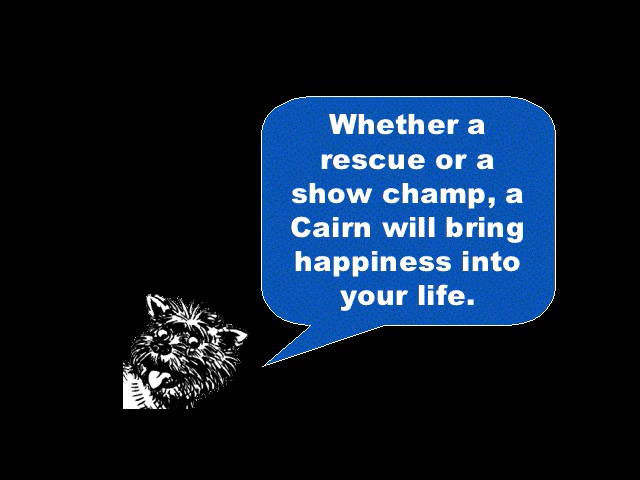 Whether a
rescue or a
show champ, a
Cairn will bring
happiness into
your life.